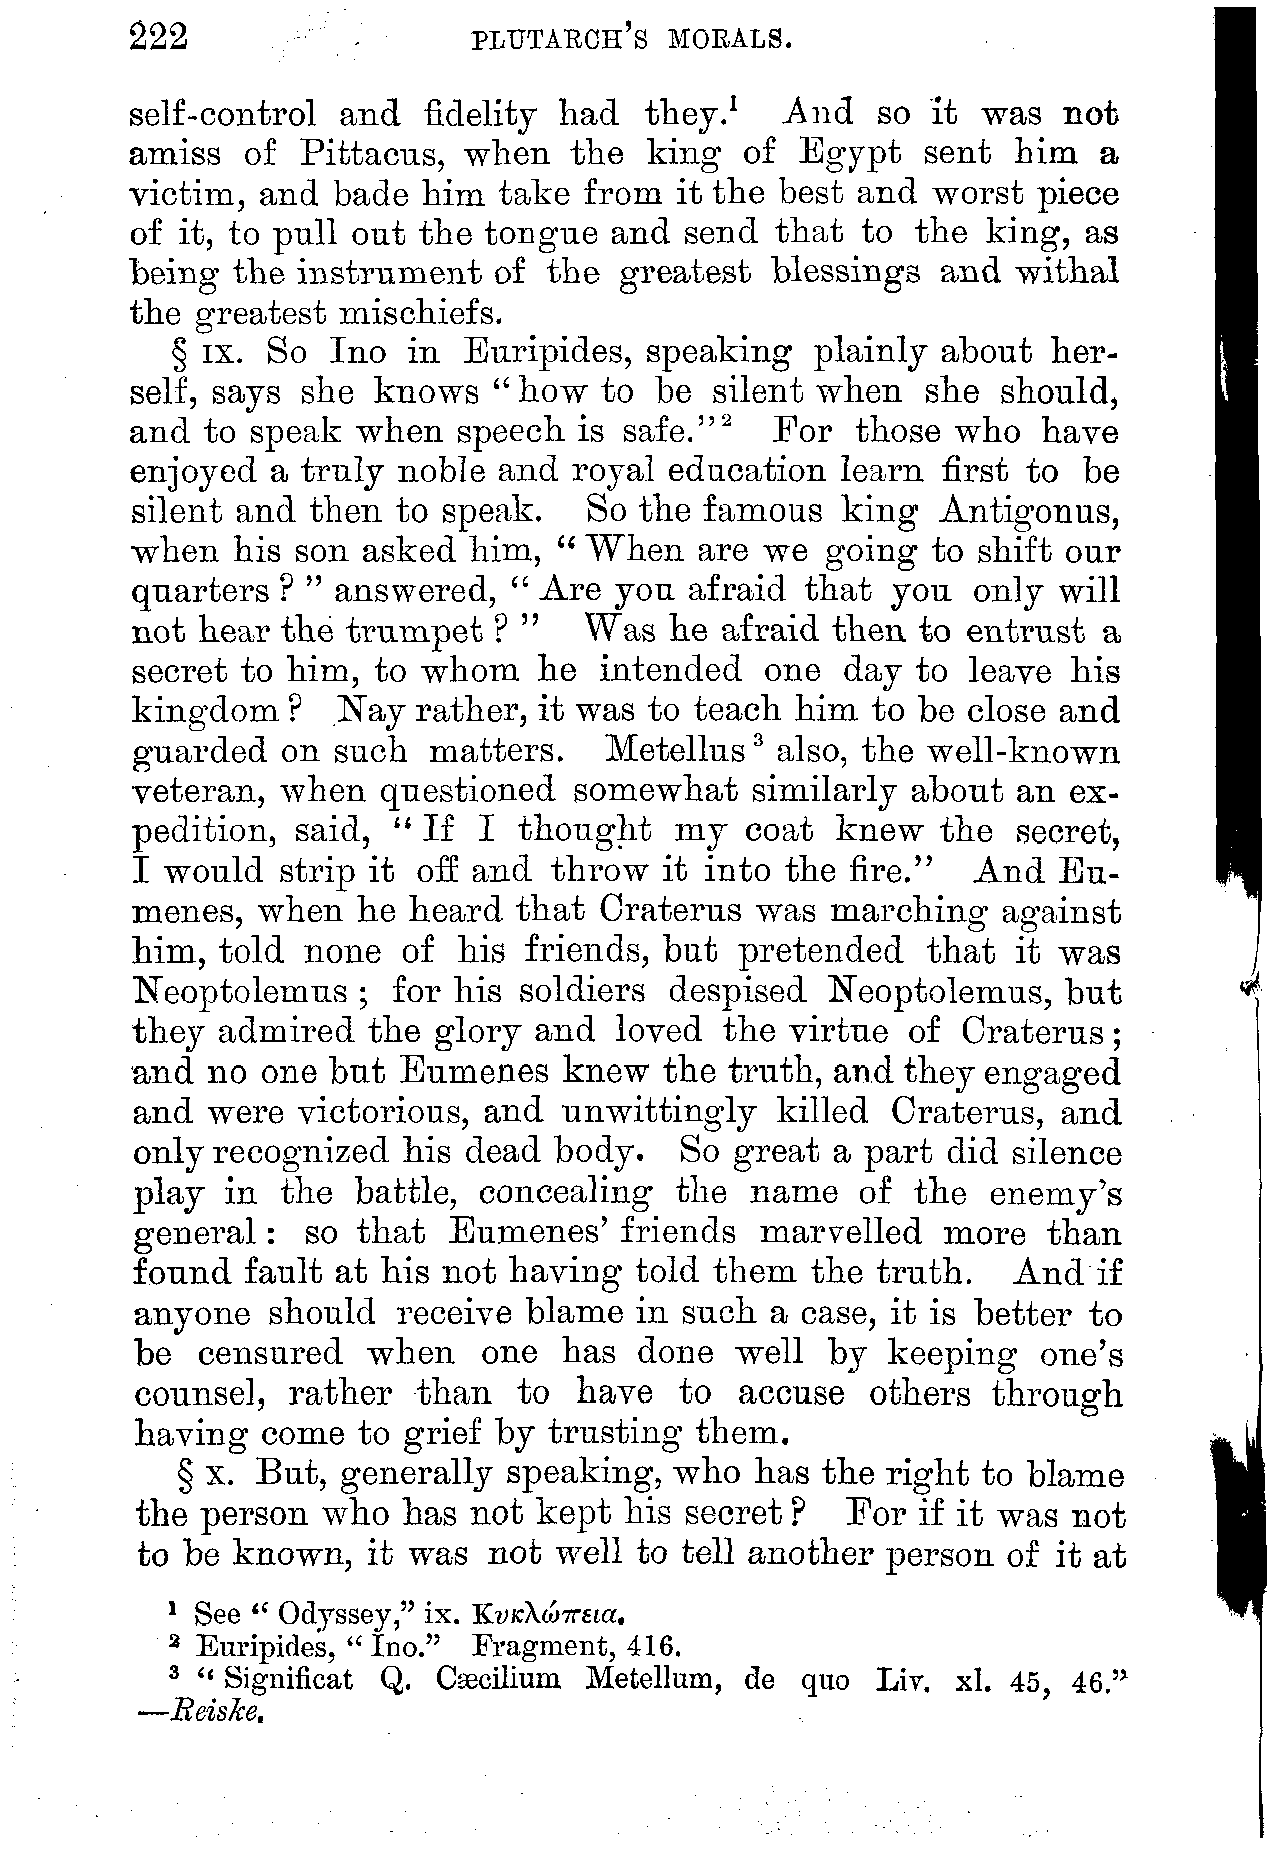 222 PLUTARCH'S MORALS.
self-control and fidelity had they.¹ And so it was not
amiss of Pittacus, when the king of Egypt sent him a
victim, and bade him take from it the best and worst piece
of it, to pull out the tongue and send that to the king, as
being the instrument of the greatest blessings and withal
the greatest mischiefs.
§ IX. So Ino in Euripides, speaking plainly about her-
self, says she knows "how to be silent when she should,
and to speak when speech is safe."² For those who have
enjoyed a truly noble and royal education learn first to be
silent and then to speak. So the famous king Antigonus,
when his son asked him, "When are we going to shift our
quarters?" answered, "Are you afraid that you only will
not hear the trumpet?" Was he afraid then to entrust a
secret to him, to whom he intended one day to leave his
kingdom? Nay rather, it was to teach him to be close and
guarded on such matters. Metellus³ also, the well-known
veteran, when questioned somewhat similarly about an ex-
pedition, said, "If I thought my coat knew the secret,
I would strip it off and throw it into the fire." And Eu-
menes, when he heard that Craterus was marching against
him, told none of his friends, but pretended that it was
Neoptolemus; for his soldiers despised Neoptolemus, but
they admired the glory and loved the virtue of Craterus;
and no one but Eumenes knew the truth, and they engaged
and were victorious, and unwittingly killed Craterus, and
only recognized his dead body. So great a part did silence
play in the battle, concealing the name of the enemy's
general: so that Eumenes' friends marvelled more than
found fault at his not having told them the truth. And if
anyone should receive blame in such a case, it is better to
be censured when one has done well by keeping one's
counsel, rather than to have to accuse others through
having come to grief by trusting them.
§ X. But, generally speaking, who has the right to blame
the person who has not kept his secret? For if it was not
to be known, it was not well to tell another person of it at
¹ See "Odyssey," ix. Κυκλώπεια.
² Euripides, "Ino." Fragment, 416.
³ "Significat Q. Cæcilium Metellum, de quo Liv. xl. 45, 46."
—Reiske.